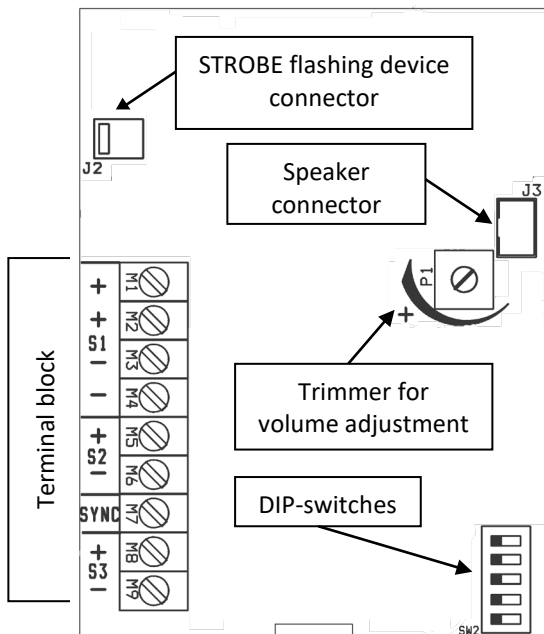 STROBE flashing device
connector
J2
Speaker
connector
J3
P1
+
Trimmer for
volume adjustment
Terminal block
+ M1
+ M2
S1
− M3
− M4
+ M5
S2
− M6
SYNC M7
+ M8
S3
− M9
DIP-switches
SW2